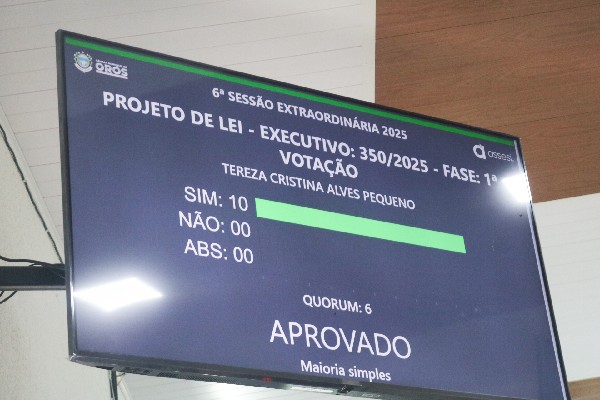 ORÓS
6ª SESSÃO EXTRAORDINÁRIA 2025
assesi
PROJETO DE LEI - EXECUTIVO: 350/2025 - FASE: 1ª
VOTAÇÃO
TEREZA CRISTINA ALVES PEQUENO
SIM: 10
NÃO: 00
ABS: 00
QUORUM: 6
APROVADO
Maioria simples